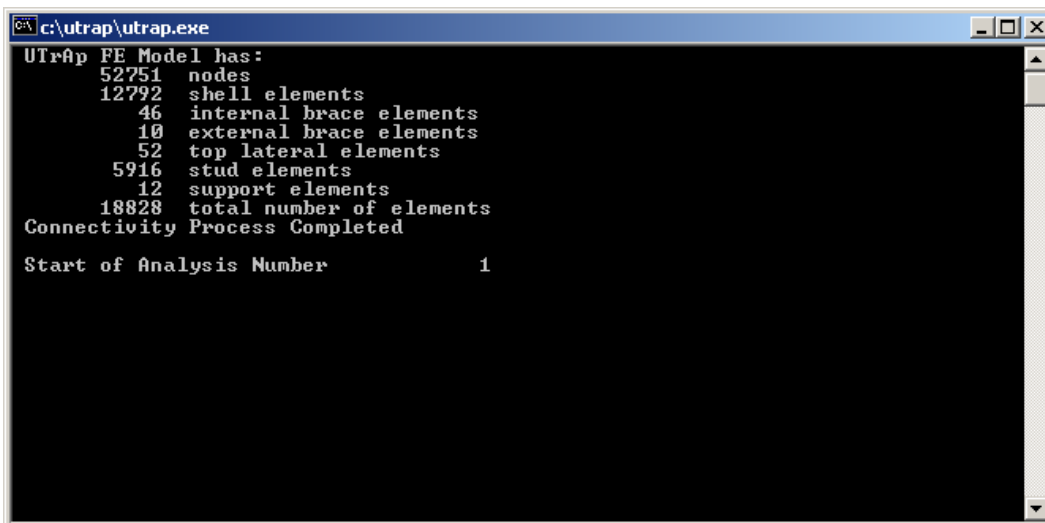 c:\utrap\utrap.exe
UTrAp FE Model has:
52751 nodes
12792 shell elements
46 internal brace elements
10 external brace elements
52 top lateral elements
5916 stud elements
12 support elements
18828 total number of elements
Connectivity Process Completed
Start of Analysis Number 1